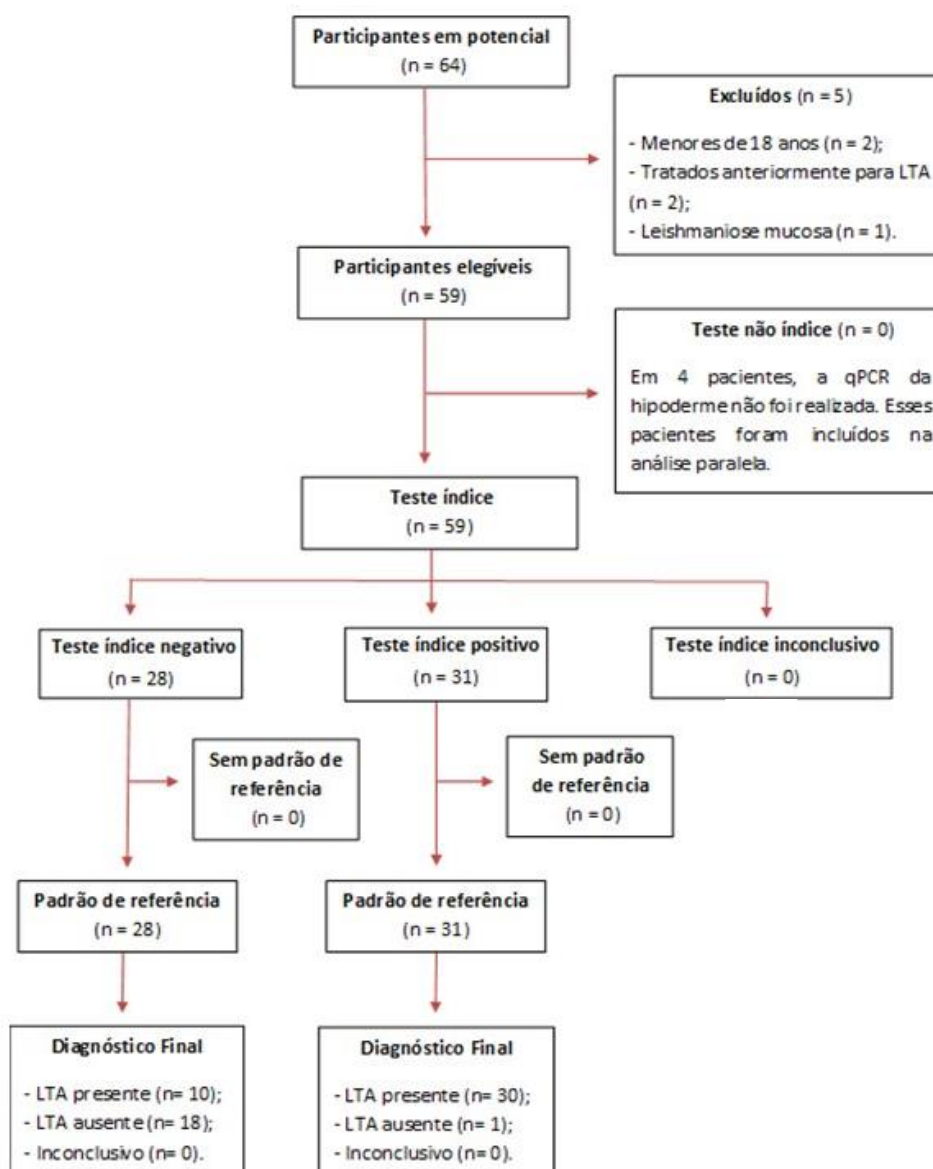 Participantes em potencial
(n = 64)
Excluídos (n = 5)
- Menores de 18 anos (n = 2);
- Tratados anteriormente para LTA
(n = 2);
- Leishmaniose mucosa (n = 1).
Participantes elegíveis
(n = 59)
Teste não índice (n = 0)
Em 4 pacientes, a qPCR da
hipoderme não foi realizada. Esses
pacientes foram incluídos na
análise paralela.
Teste índice
(n = 59)
Teste índice negativo
(n = 28)
Teste índice positivo
(n = 31)
Teste índice inconclusivo
(n = 0)
Sem padrão de
referência
(n = 0)
Sem padrão
de referência
(n = 0)
Padrão de referência
(n = 28)
Padrão de referência
(n = 31)
Diagnóstico Final
- LTA presente (n= 10);
- LTA ausente (n= 18);
- Inconclusivo (n= 0).
Diagnóstico Final
- LTA presente (n= 30);
- LTA ausente (n= 1);
- Inconclusivo (n= 0).